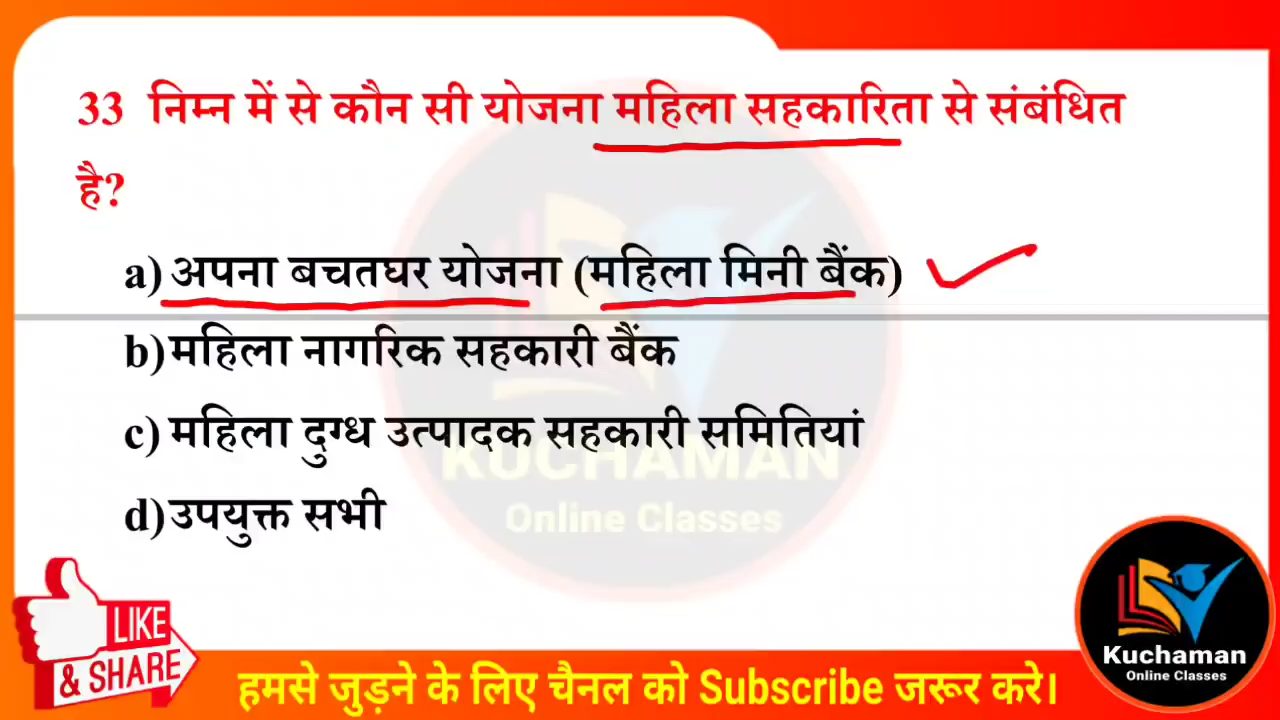 33 निम्न में से कौन सी योजना महिला सहकारिता से संबंधित
है?
a) अपना बचतघर योजना (महिला मिनी बैंक)
b) महिला नागरिक सहकारी बैंक
c) महिला दुग्ध उत्पादक सहकारी समितियां
KUCHAMAN
d) उपयुक्त सभी
Online Classes
LIKE
& SHARE
Kuchaman
Online Classes
हमसे जुड़ने के लिए चैनल को Subscribe जरूर करे।